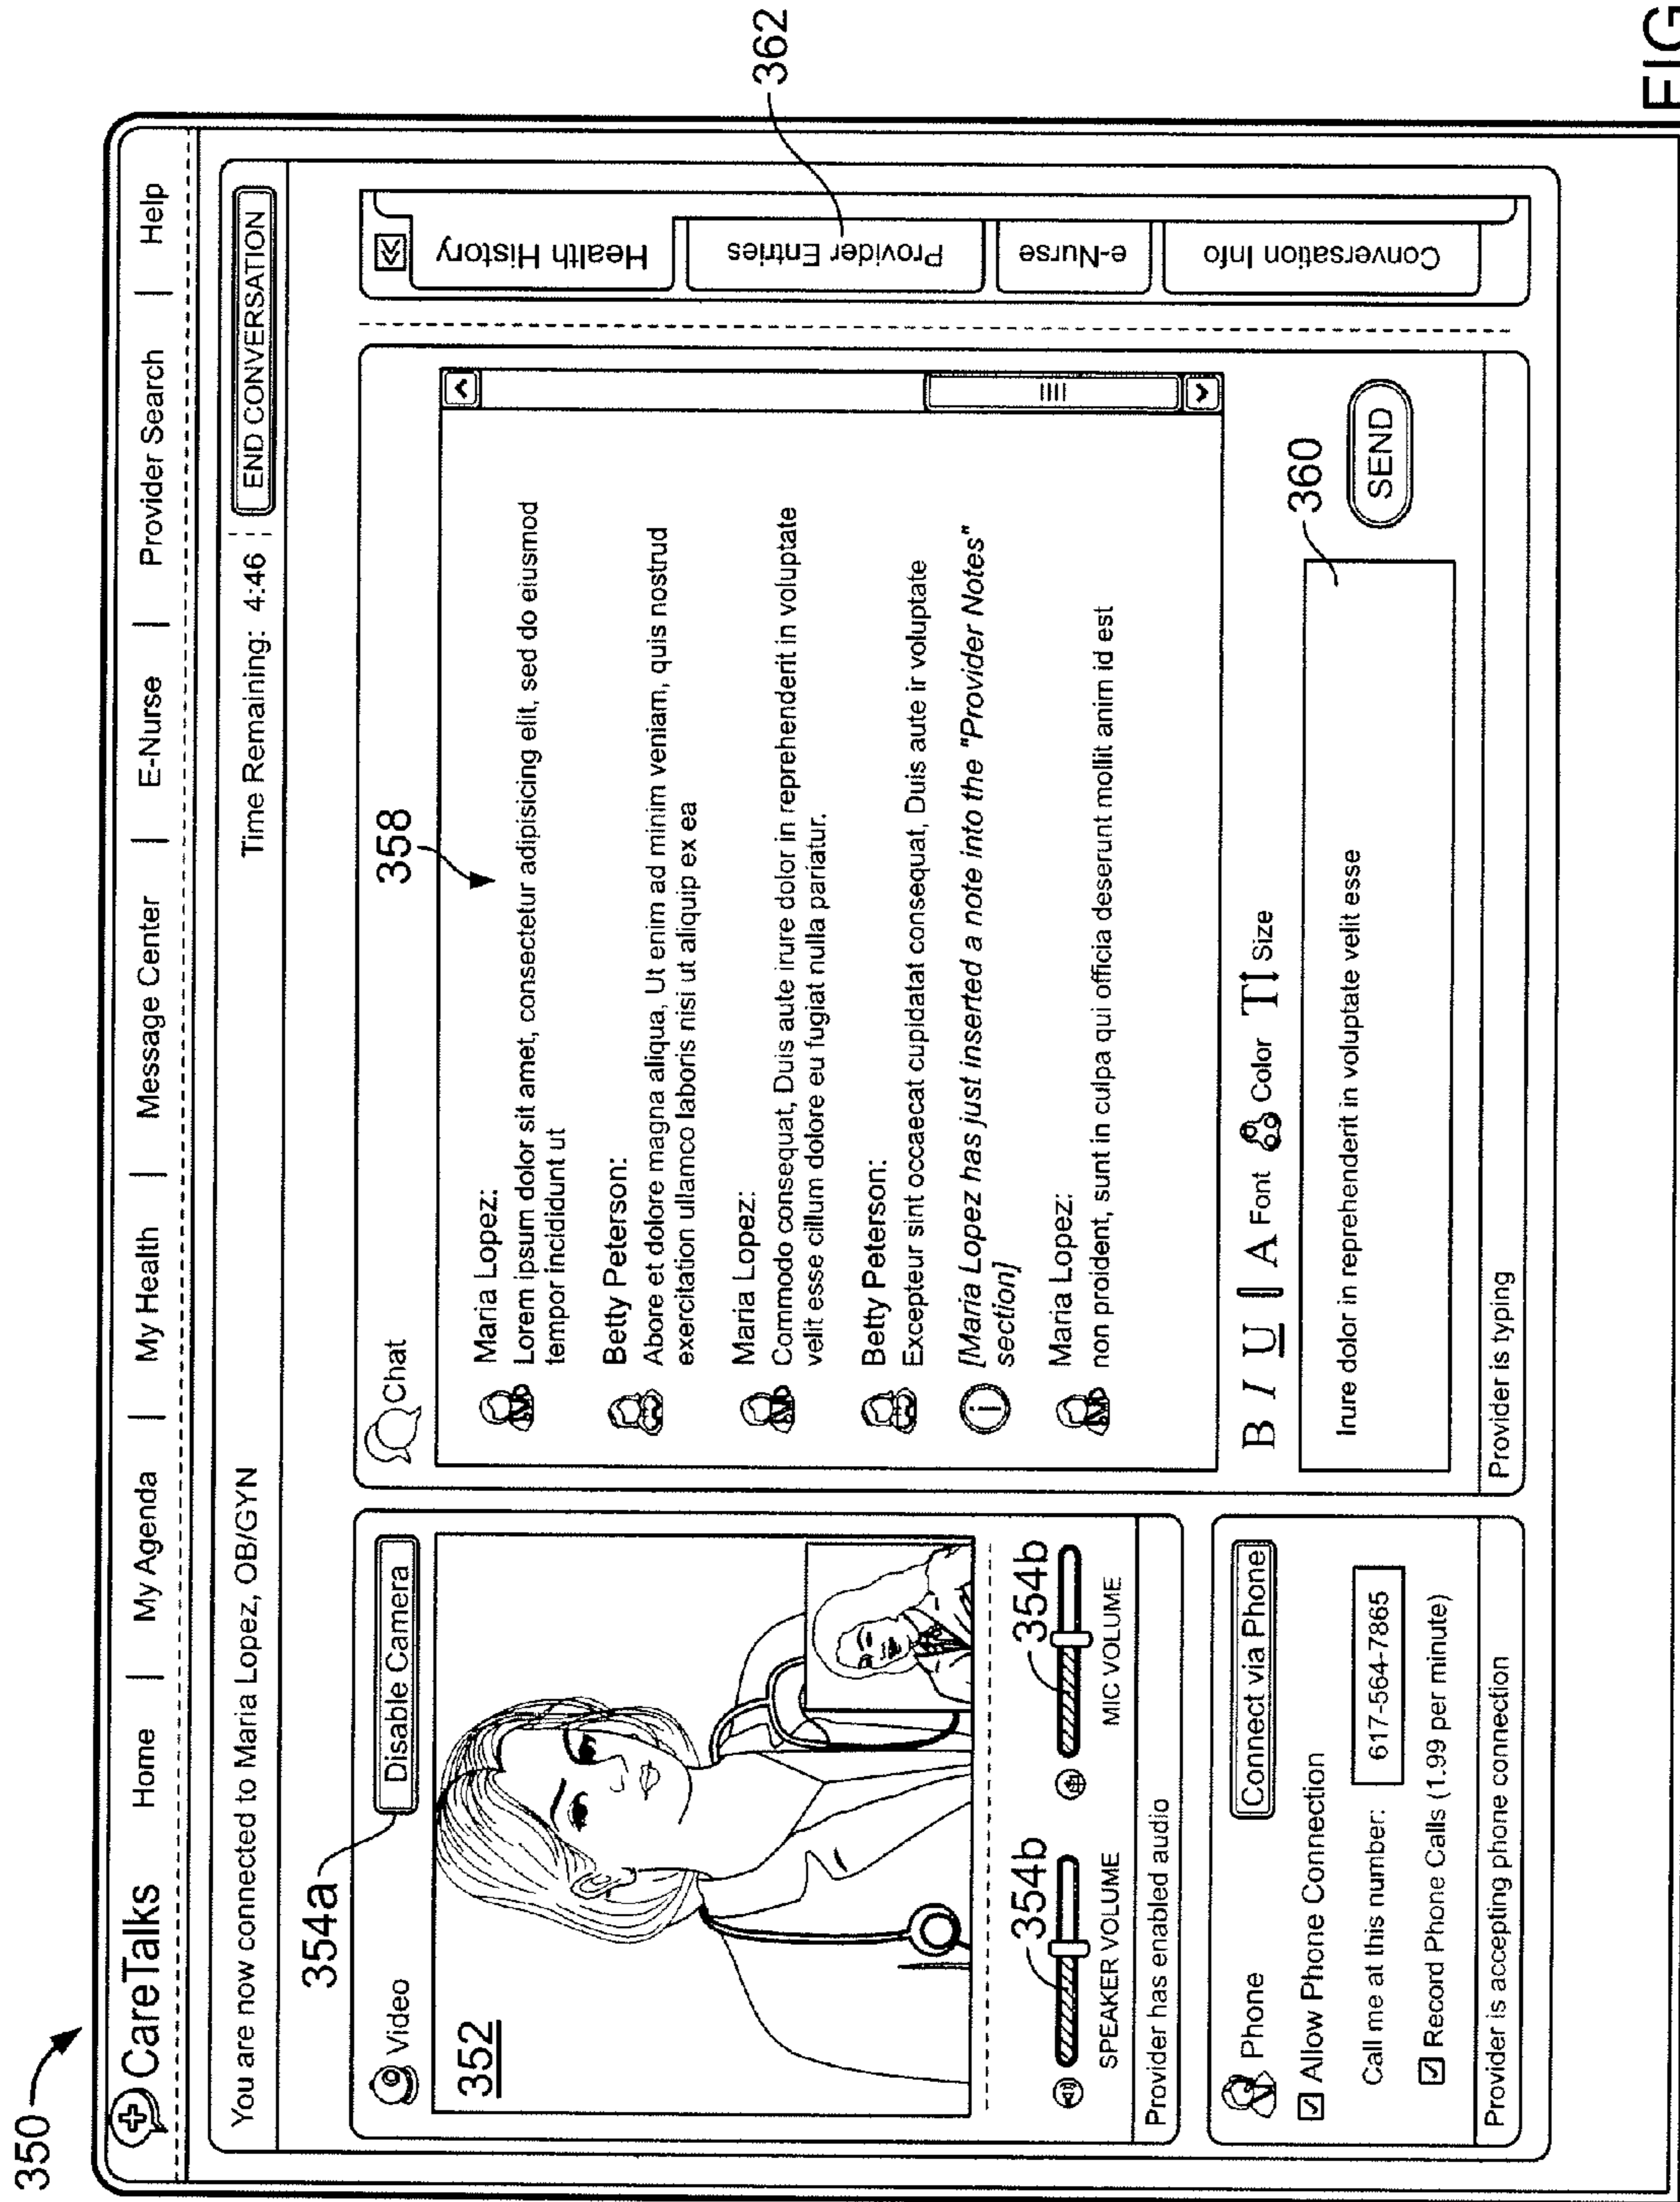 350
CareTalks Home | My Agenda | My Health | Message Center | E-Nurse | Provider Search | Help
You are now connected to Maria Lopez, OB/GYN
Time Remaining: 4:46
END CONVERSATION
354a
Video
Disable Camera
352
354b
354b
SPEAKER VOLUME
MIC VOLUME
Provider has enabled audio
Phone
Connect via Phone
Allow Phone Connection
Call me at this number: 617-564-7865
Record Phone Calls (1.99 per minute)
Provider is accepting phone connection
Chat
358
Maria Lopez:
Lorem ipsum dolor sit amet, consectetur adipisicing elit, sed do eiusmod
tempor incididunt ut
Betty Peterson:
Abore et dolore magna aliqua, Ut enim ad minim veniam, quis nostrud
exercitation ullamco laboris nisi ut aliquip ex ea
Maria Lopez:
Commodo consequat, Duis aute irure dolor in reprehenderit in voluptate
velit esse cillum dolore eu fugiat nulla pariatur.
Betty Peterson:
Excepteur sint occaecat cupidatat consequat, Duis aute ir voluptate
[Maria Lopez has just inserted a note into the "Provider Notes"
section]
Maria Lopez:
non proident, sunt in culpa qui officia deserunt mollit anim id est
B I U A Font Color T Size
360
Irure dolor in reprehenderit in voluptate velit esse
SEND
Provider is typing
Health History
Provider Entries
e-Nurse
Conversation Info
362
FIG